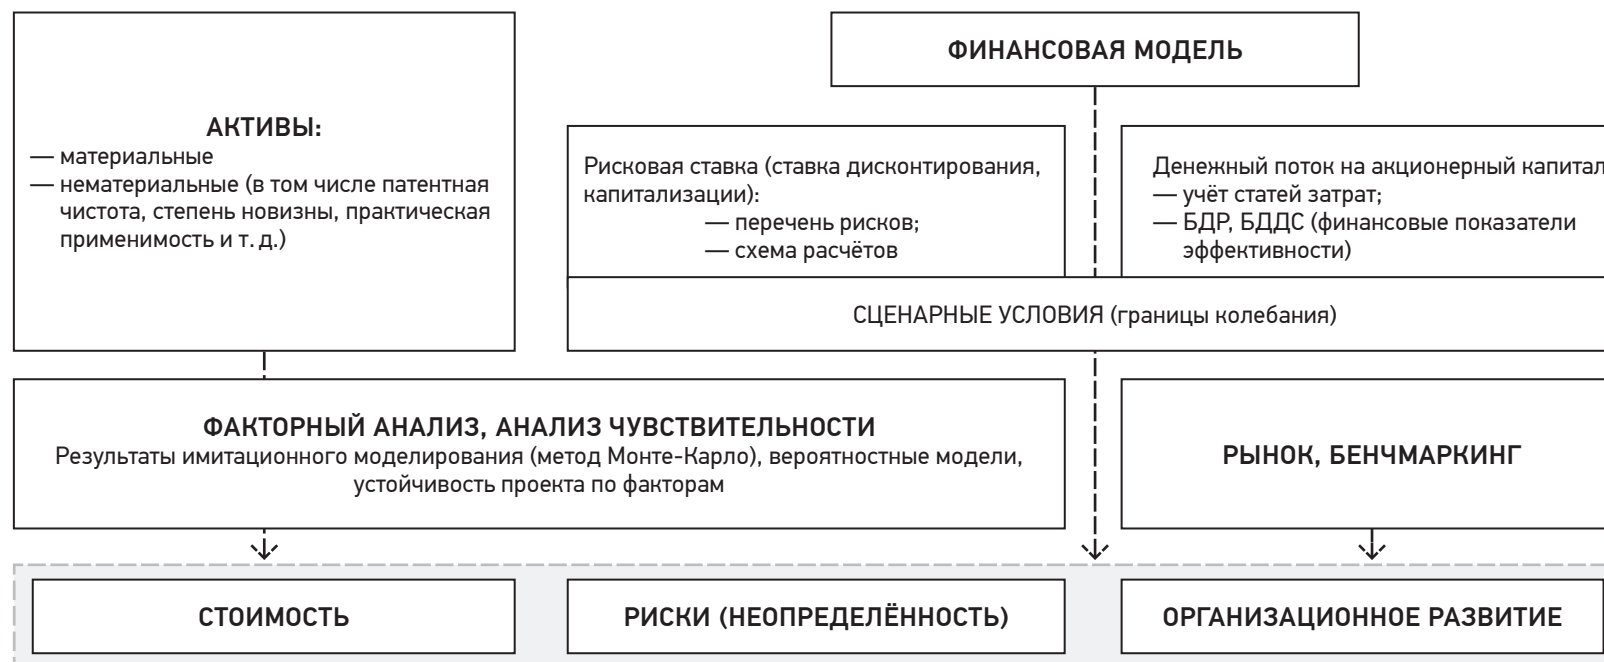 АКТИВЫ:
— материальные
— нематериальные (в том числе патентная
чистота, степень новизны, практическая
применимость и т. д.)
ФИНАНСОВАЯ МОДЕЛЬ
Рисковая ставка (ставка дисконтирования,
капитализации):
— перечень рисков;
— схема расчётов
Денежный поток на акционерный капитал
— учёт статей затрат;
— БДР, БДДС (финансовые показатели
эффективности)
СЦЕНАРНЫЕ УСЛОВИЯ (границы колебания)
ФАКТОРНЫЙ АНАЛИЗ, АНАЛИЗ ЧУВСТВИТЕЛЬНОСТИ
Результаты имитационного моделирования (метод Монте-Карло), вероятностные модели,
устойчивость проекта по факторам
РЫНОК, БЕНЧМАРКИНГ
СТОИМОСТЬ
РИСКИ (НЕОПРЕДЕЛЁННОСТЬ)
ОРГАНИЗАЦИОННОЕ РАЗВИТИЕ